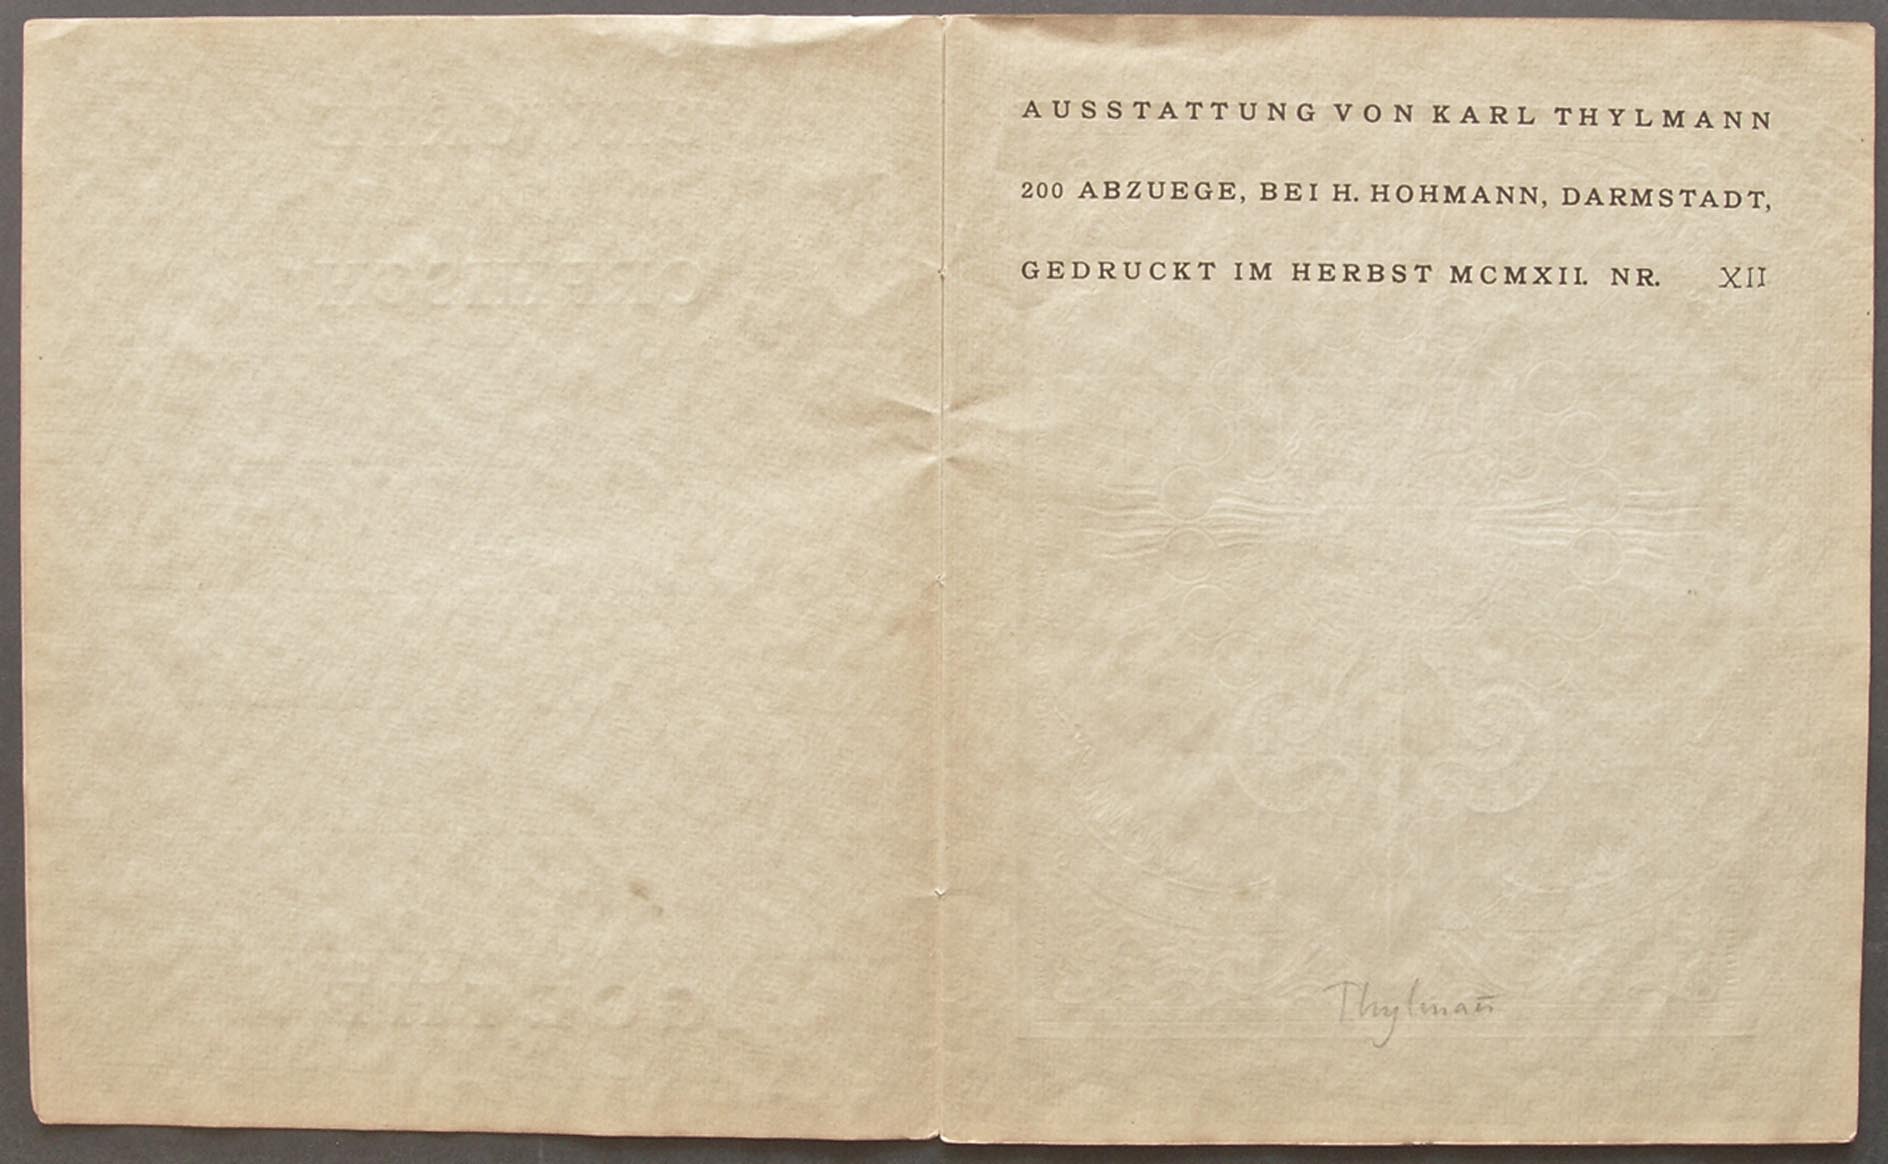 AUSSTATTUNG VON KARL THYLMANN
200 ABZUEGE, BEI H. HOHMANN, DARMSTADT,
GEDRUCKT IM HERBST MCMXII. NR. XII
Thylmañ